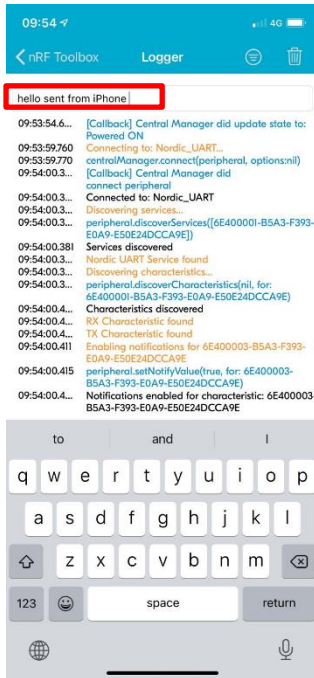 09:54
4G
nRF Toolbox
Logger
hello sent from iPhone
09:53:54.6... [Callback] Central Manager did update state to:
Powered ON
09:53:59.760 Connecting to: Nordic_UART...
09:53:59.770 centralManager.connect(peripheral, options:nil)
09:54:00.3... [Callback] Central Manager did
connect peripheral
09:54:00.3... Connected to: Nordic_UART
09:54:00.3... Discovering services...
09:54:00.3... peripheral.discoverServices([6E400001-B5A3-F393-
E0A9-E50E24DCCA9E])
09:54:00.381 Services discovered
09:54:00.3... Nordic UART Service found
09:54:00.3... Discovering characteristics...
09:54:00.3... peripheral.discoverCharacteristics(nil, for:
6E400001-B5A3-F393-E0A9-E50E24DCCA9E)
09:54:00.4... Characteristics discovered
09:54:00.4... RX Characteristic found
09:54:00.4... TX Characteristic found
09:54:00.411 Enabling notifications for 6E400003-B5A3-F393-
E0A9-E50E24DCCA9E
09:54:00.415 peripheral.setNotifyValue(true, for: 6E400003-
B5A3-F393-E0A9-E50E24DCCA9E)
09:54:00.4... Notifications enabled for characteristic: 6E400003-
B5A3-F393-E0A9-E50E24DCCA9E
to and I
q w e r t y u i o p
a s d f g h j k l
z x c v b n m
123 space return